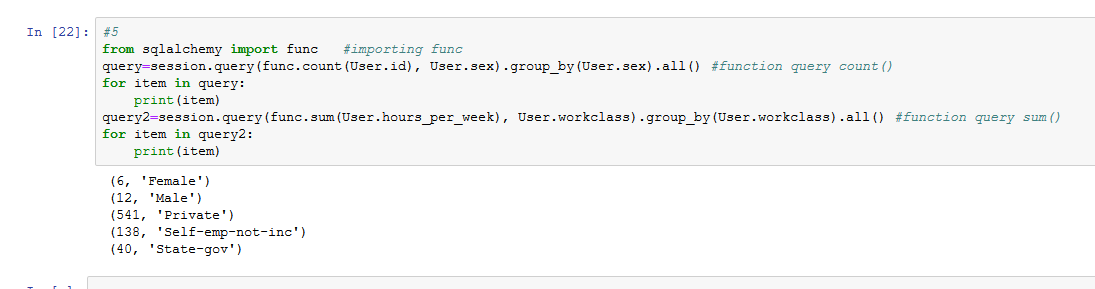 In [22]: #5
from sqlalchemy import func   #importing func
query=session.query(func.count(User.id), User.sex).group_by(User.sex).all() #function query count()
for item in query:
    print(item)
query2=session.query(func.sum(User.hours_per_week), User.workclass).group_by(User.workclass).all() #function query sum()
for item in query2:
    print(item)
(6, 'Female')
(12, 'Male')
(541, 'Private')
(138, 'Self-emp-not-inc')
(40, 'State-gov')